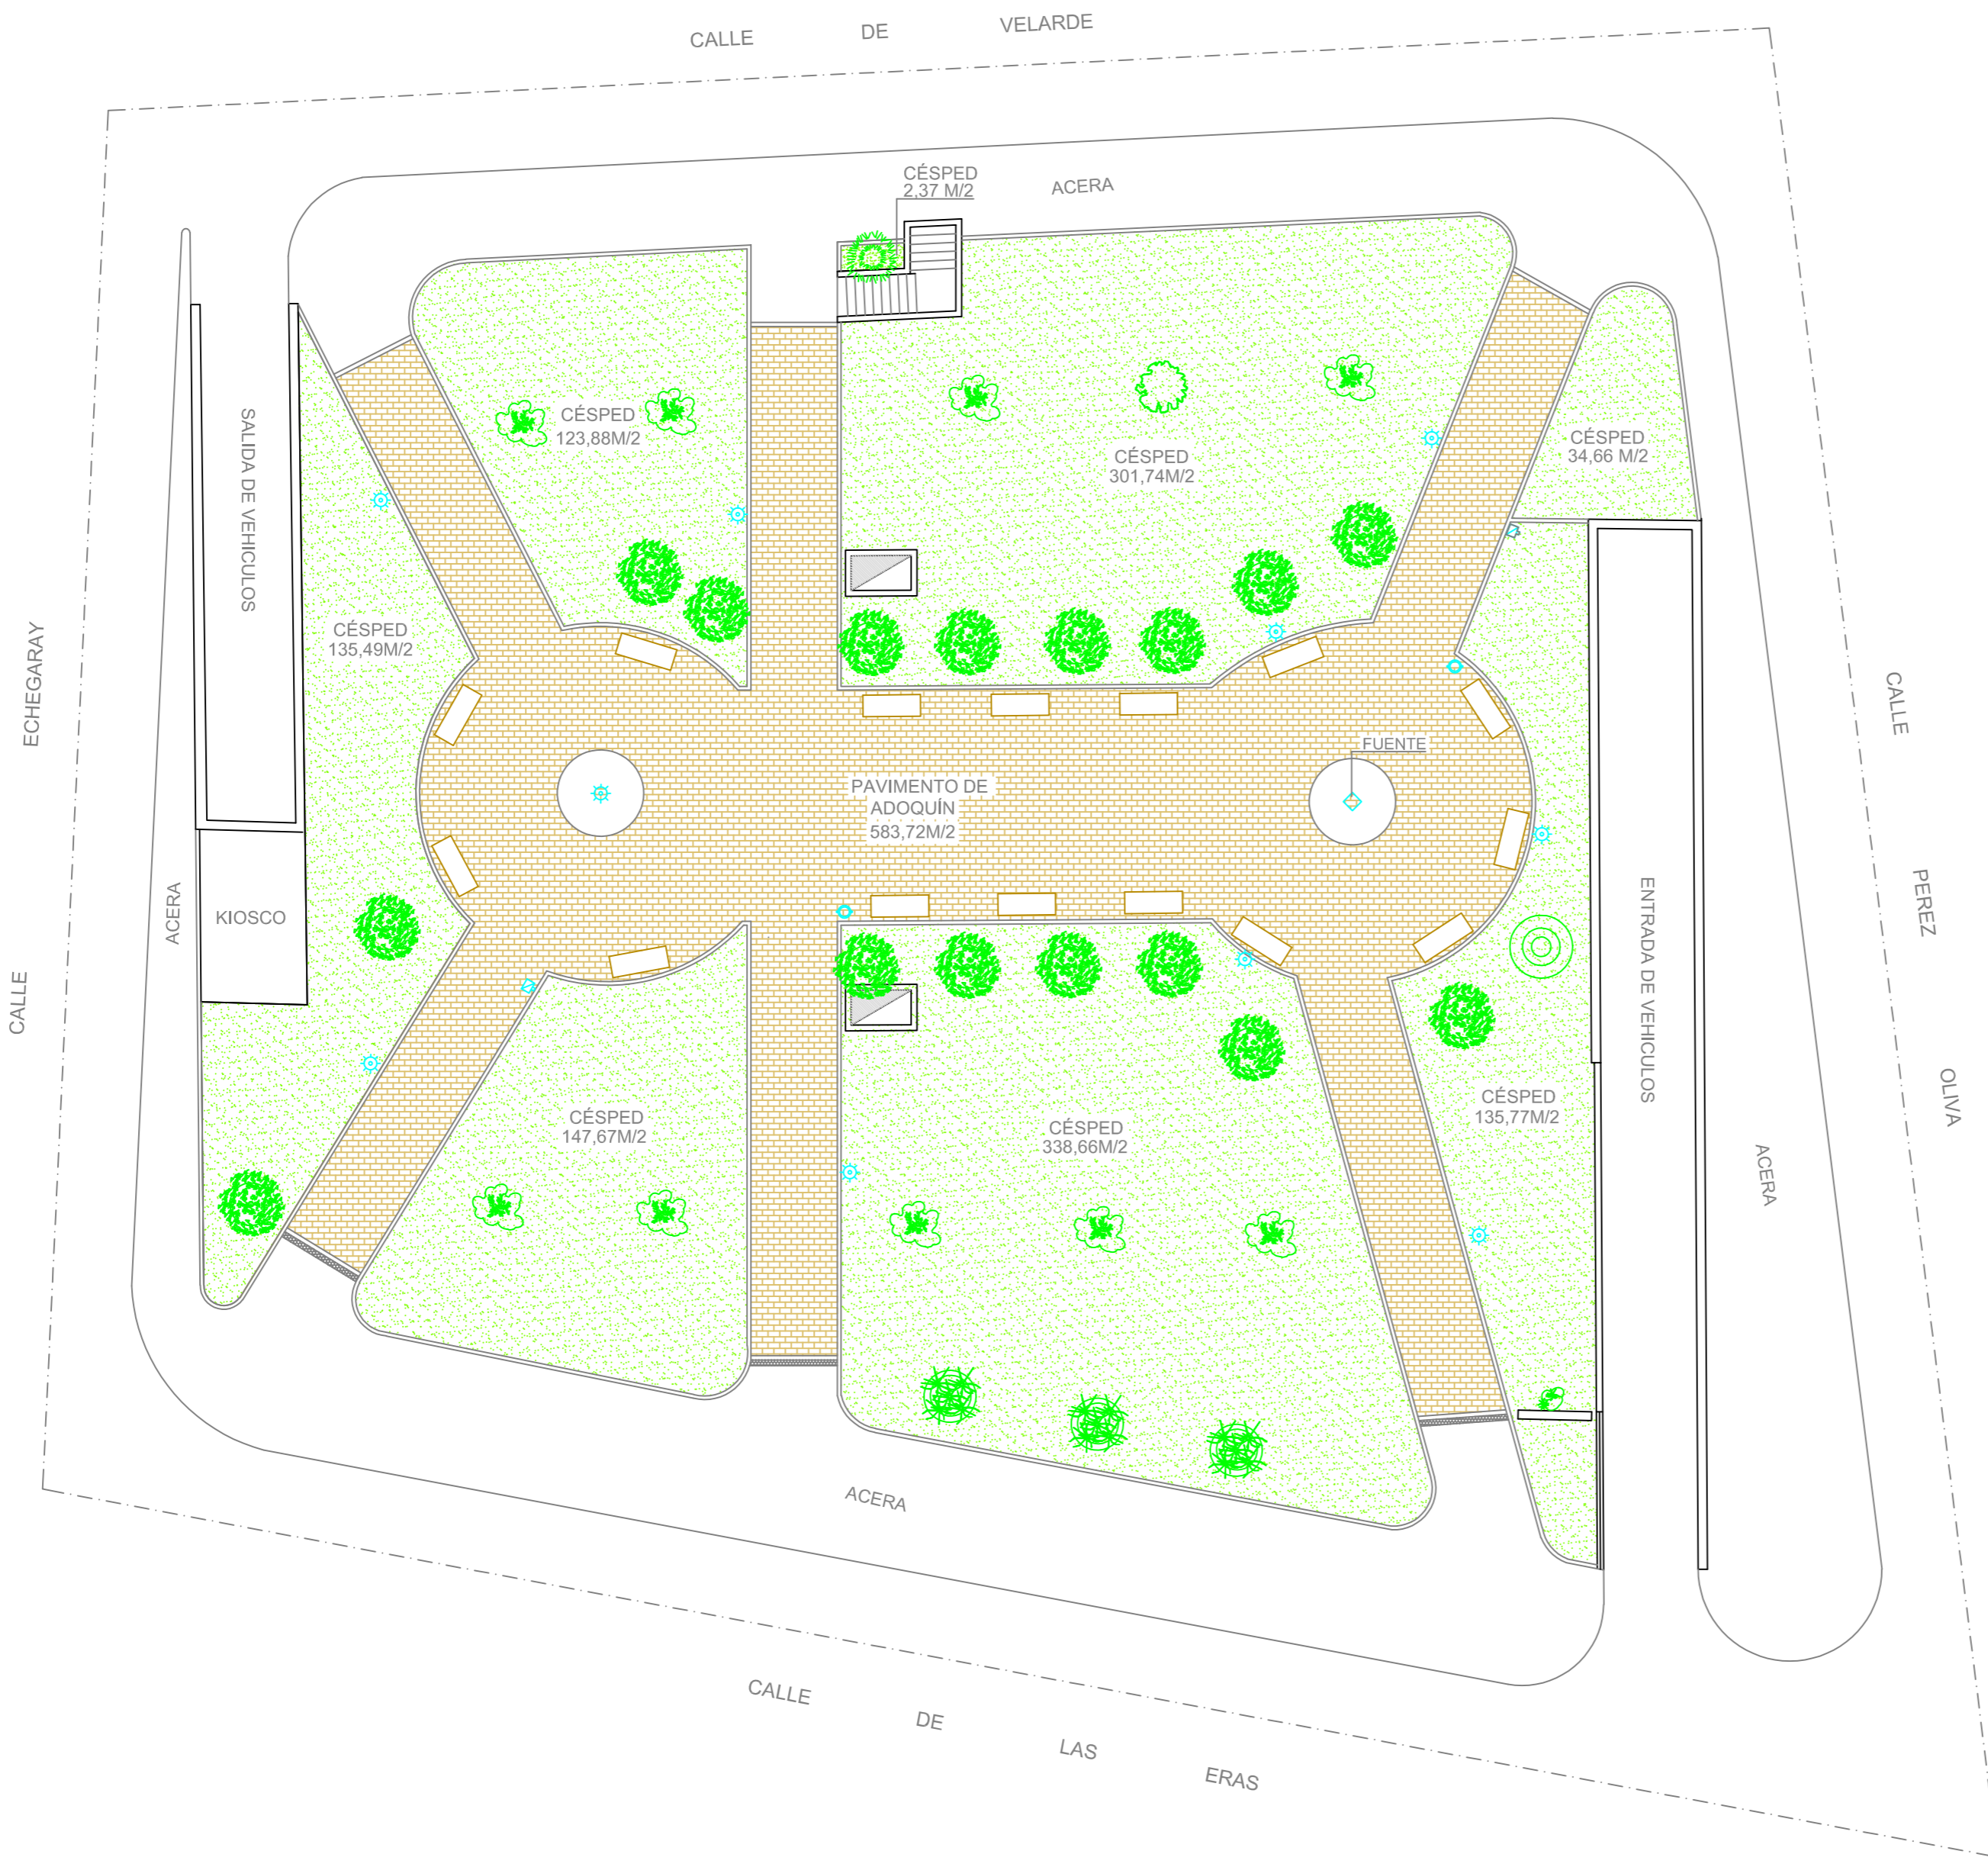 CALLE DE VELARDE
CÉSPED
2,37 M/2
ACERA
CÉSPED
123,88M/2
CÉSPED
301,74M/2
CÉSPED
34,66 M/2
SALIDA DE VEHICULOS
CÉSPED
135,49M/2
CALLE ECHEGARAY
FUENTE
PAVIMENTO DE
ADOQUÍN
583,72M/2
CALLE PEREZ OLIVA
ACERA
KIOSCO
ENTRADA DE VEHICULOS
CÉSPED
147,67M/2
CÉSPED
338,66M/2
CÉSPED
135,77M/2
ACERA
ACERA
CALLE DE LAS ERAS